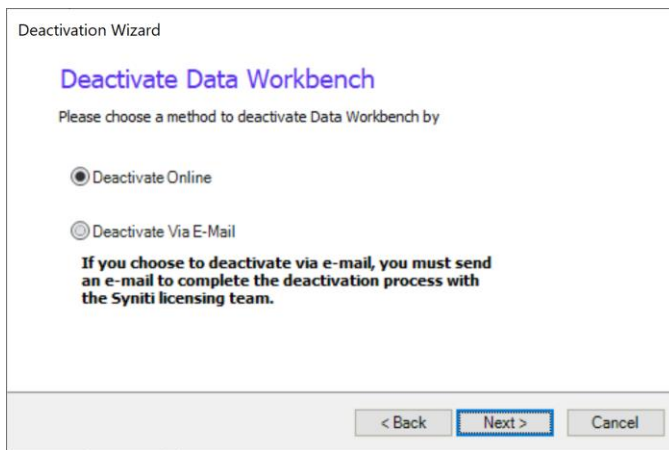 Deactivation Wizard
Deactivate Data Workbench
Please choose a method to deactivate Data Workbench by
Deactivate Online
Deactivate Via E-Mail
If you choose to deactivate via e-mail, you must send
an e-mail to complete the deactivation process with
the Syniti licensing team.
< Back Next > Cancel